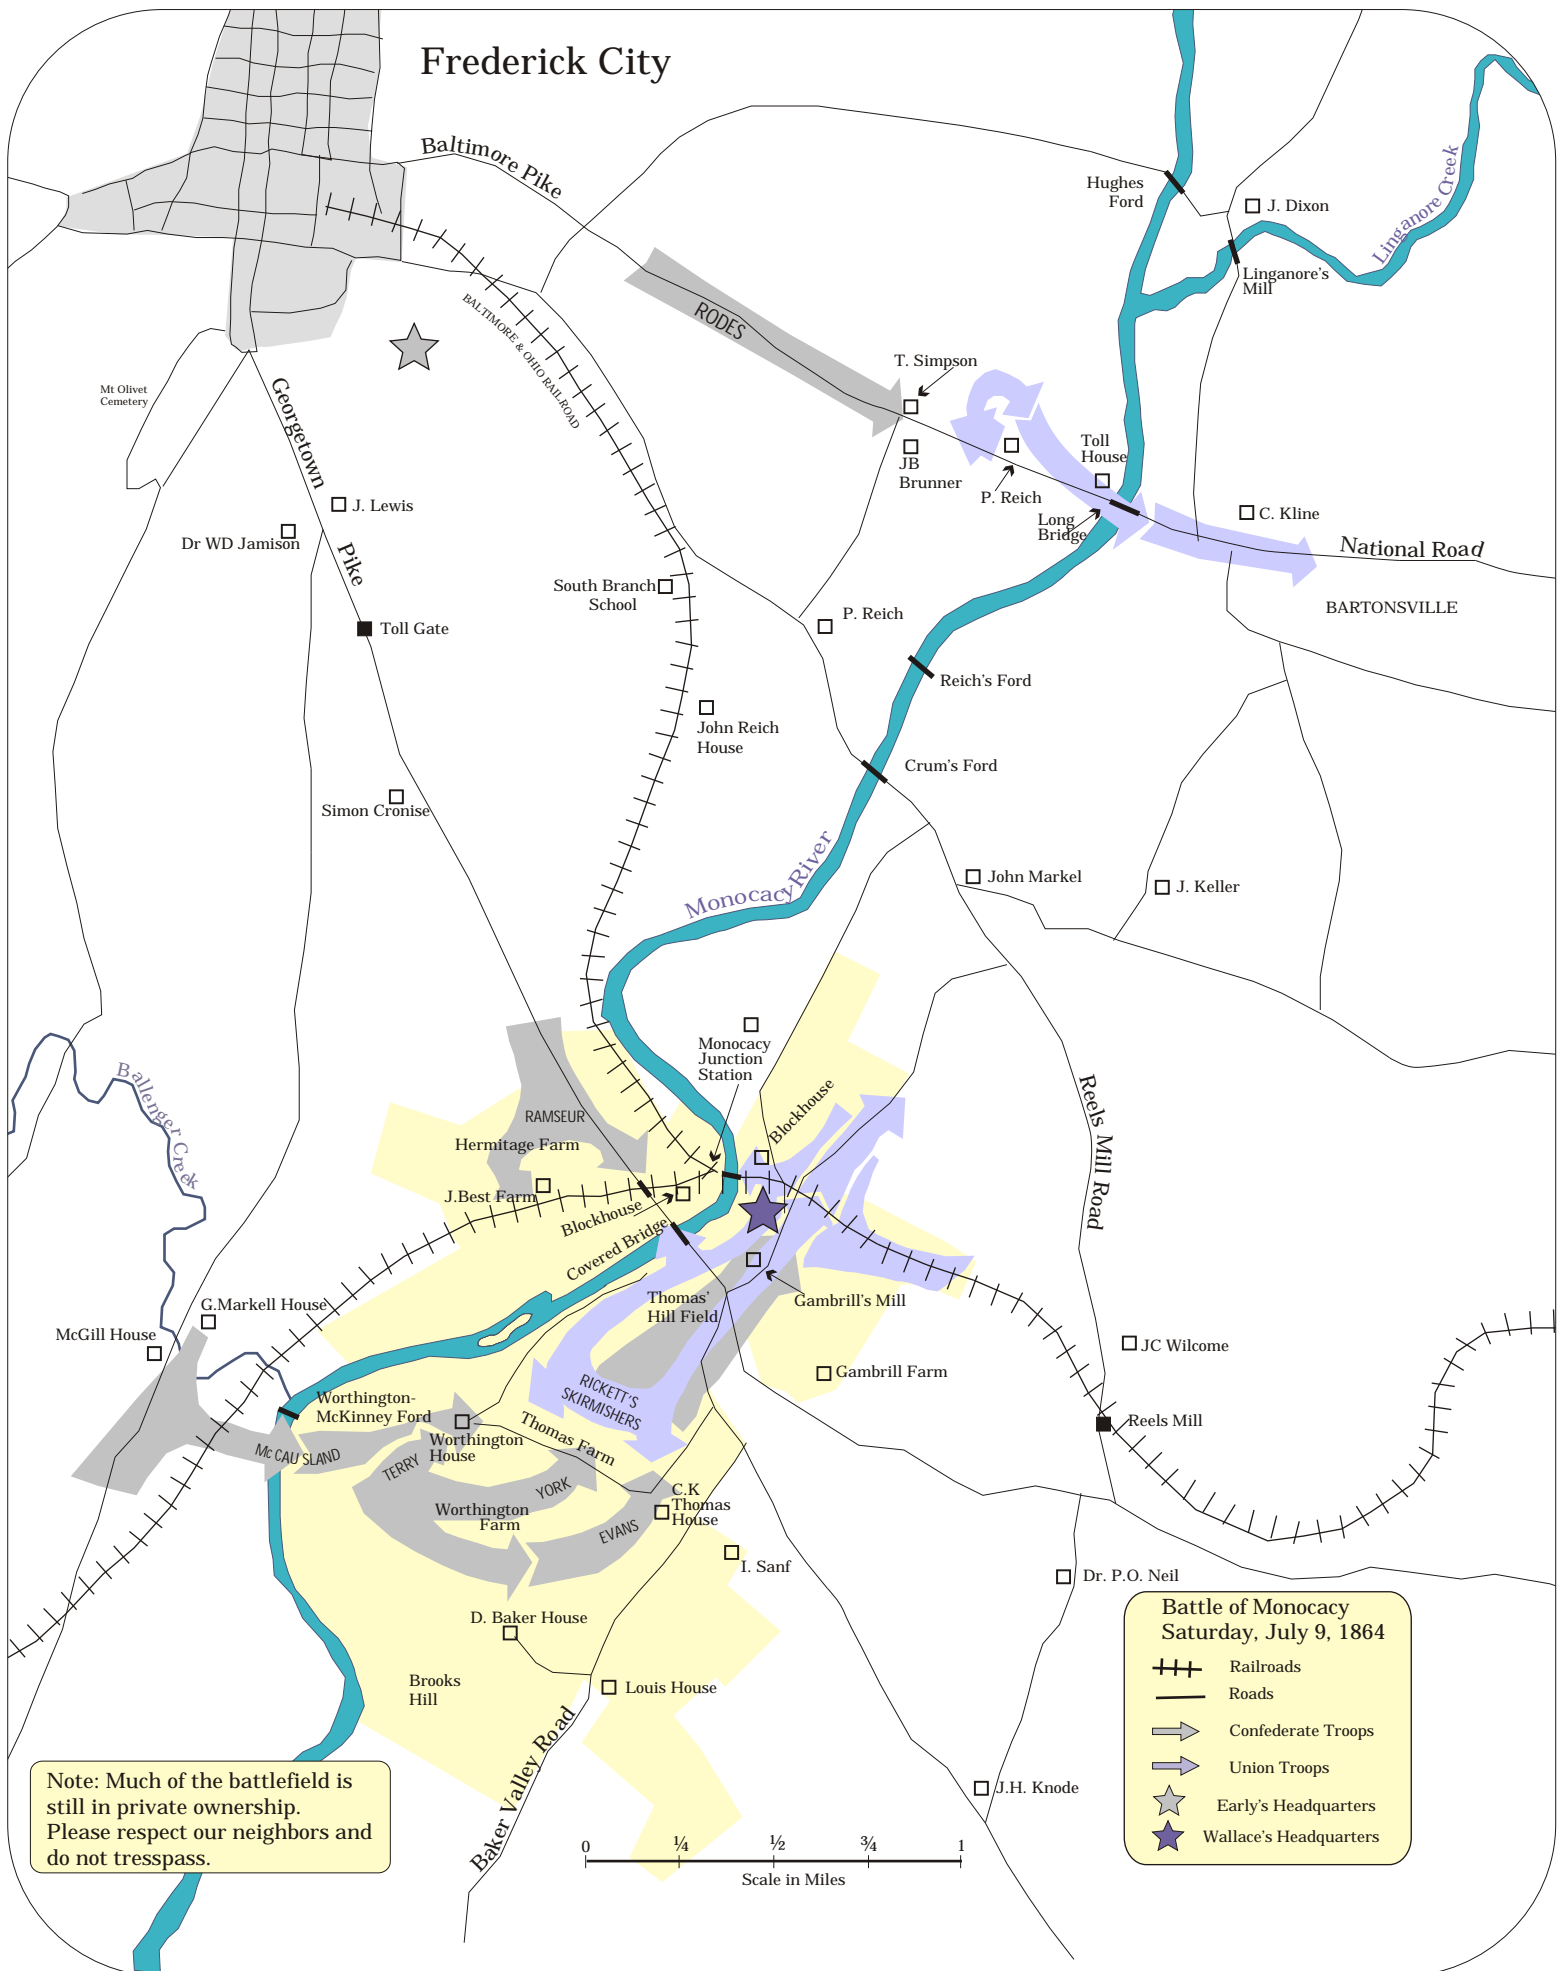 Frederick City
Baltimore Pike
Hughes
Ford
J. Dixon
Linganore Creek
Linganore's
Mill
BALTIMORE & OHIO RAILROAD
RODES
T. Simpson
Mt Olivet
Cemetery
Georgetown
Pike
JB
Brunner
P. Reich
Toll
House
Long
Bridge
C. Kline
National Road
J. Lewis
Dr WD Jamison
South Branch
School
BARTONSVILLE
Toll Gate
P. Reich
Reich's Ford
John Reich
House
Crum's Ford
Simon Cronise
Monocacy River
John Markel
J. Keller
Monocacy
Junction
Station
Ballenger Creek
Blockhouse
Reels Mill Road
RAMSEUR
Hermitage Farm
J.Best Farm
Blockhouse
Covered Bridge
Thomas'
Hill Field
Gambrill's Mill
G.Markell House
McGill House
JC Wilcome
Gambrill Farm
RICKETT'S
SKIRMISHERS
Worthington-
McKinney Ford
Reels Mill
Thomas Farm
Worthington
House
Mc CAU SLAND
TERRY
YORK
C.K
Thomas
House
Worthington
Farm
EVANS
I. Sanf
Dr. P.O. Neil
D. Baker House
Brooks
Hill
Louis House
Baker Valley Road
J.H. Knode
Battle of Monocacy
Saturday, July 9, 1864
Railroads
Roads
Confederate Troops
Union Troops
Early's Headquarters
Wallace's Headquarters
Note: Much of the battlefield is
still in private ownership.
Please respect our neighbors and
do not tresspass.
0 ¼ ½ ¾ 1
Scale in Miles